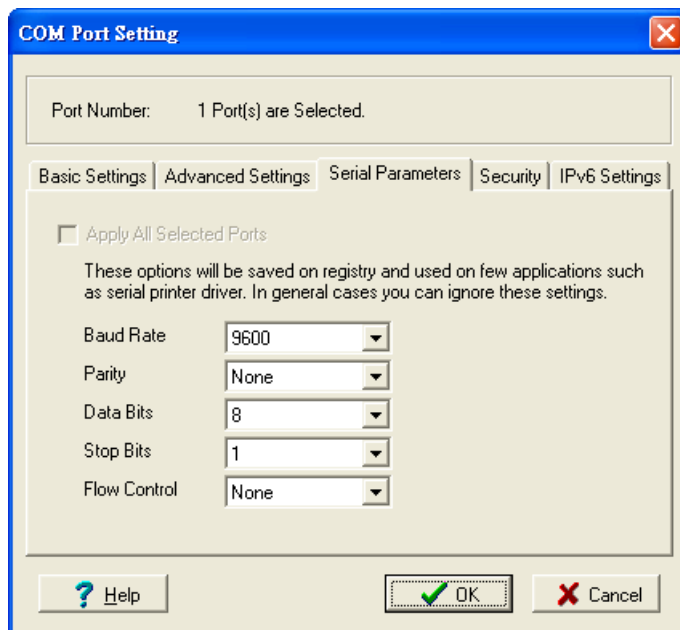 COM Port Setting
Port Number: 1 Port(s) are Selected.
Basic Settings Advanced Settings Serial Parameters Security IPv6 Settings
Apply All Selected Ports
These options will be saved on registry and used on few applications such
as serial printer driver. In general cases you can ignore these settings.
Baud Rate 9600
Parity None
Data Bits 8
Stop Bits 1
Flow Control None
? Help OK Cancel